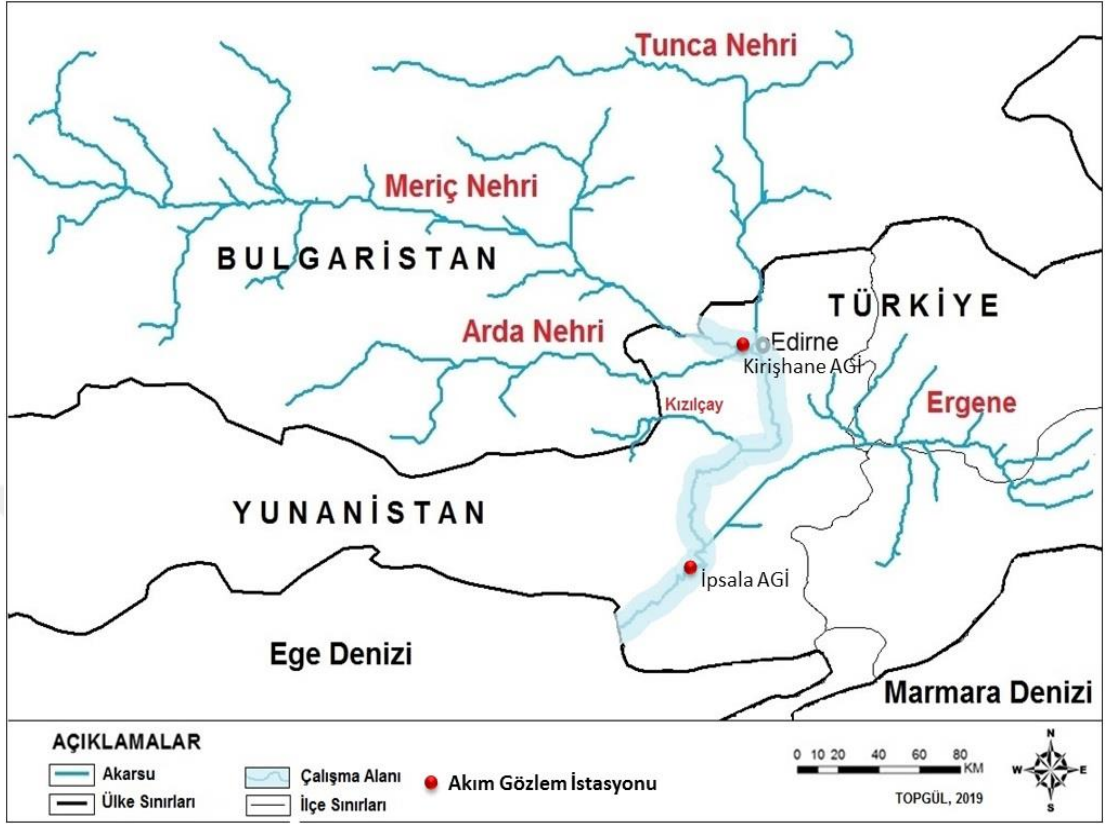 Tunca Nehri
Meriç Nehri
BULGARİSTAN
TÜRKİYE
Arda Nehri
Edirne
Kirişhane AGİ
Kızılçay
Ergene
YUNANİSTAN
İpsala AGİ
Ege Denizi
Marmara Denizi
AÇIKLAMALAR
Akarsu
Çalışma Alanı
Akım Gözlem İstasyonu
Ülke Sınırları
İlçe Sınırları
0 10 20 40 60 80
KM
TOPGÜL, 2019
N
W
E
S